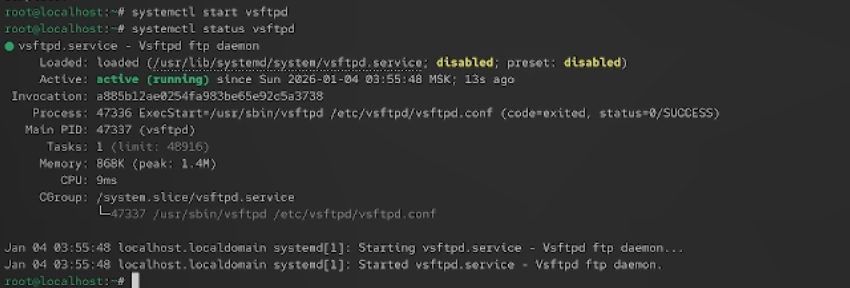 root@localhost:~# systemctl start vsftpd
root@localhost:~# systemctl status vsftpd
● vsftpd.service - Vsftpd ftp daemon
Loaded: loaded (/usr/lib/systemd/system/vsftpd.service; disabled; preset: disabled)
Active: active (running) since Sun 2026-01-04 03:55:48 MSK; 13s ago
Invocation: a885b12ae0254fa983be65e92c5a3738
Process: 47336 ExecStart=/usr/sbin/vsftpd /etc/vsftpd/vsftpd.conf (code=exited, status=0/SUCCESS)
Main PID: 47337 (vsftpd)
Tasks: 1 (limit: 48916)
Memory: 868K (peak: 1.4M)
CPU: 9ms
CGroup: /system.slice/vsftpd.service
└─47337 /usr/sbin/vsftpd /etc/vsftpd/vsftpd.conf
Jan 04 03:55:48 localhost.localdomain systemd[1]: Starting vsftpd.service - Vsftpd ftp daemon...
Jan 04 03:55:48 localhost.localdomain systemd[1]: Started vsftpd.service - Vsftpd ftp daemon.
root@localhost:~#